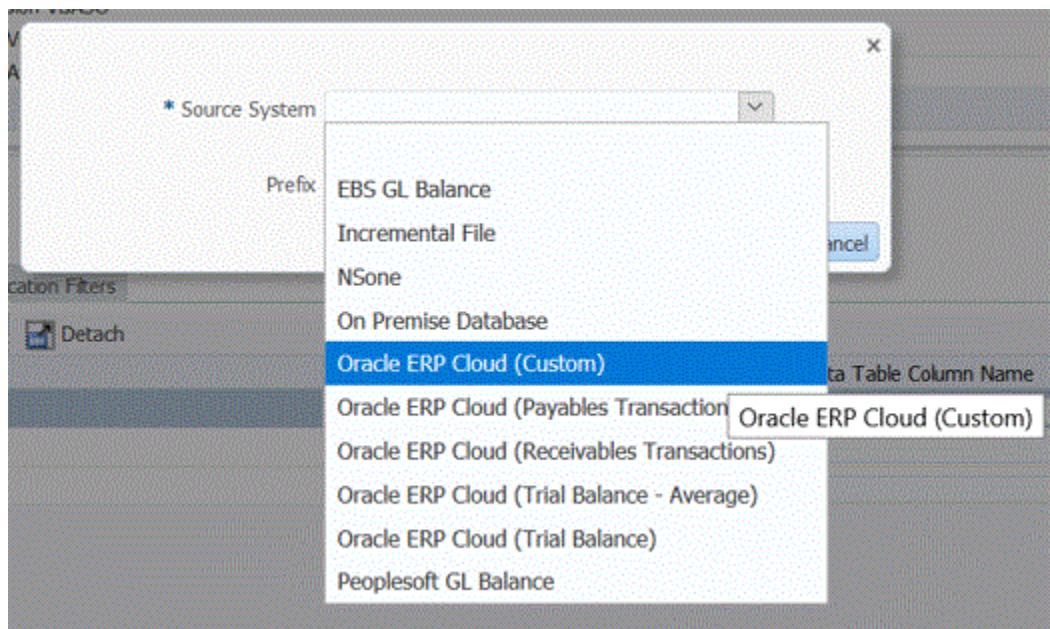 V
A
* Source System
Prefix
EBS GL Balance
Incremental File
NSone
ancel
cation Filters
On Premise Database
Detach
Oracle ERP Cloud (Custom)
ta Table Column Name
Oracle ERP Cloud (Payables Transaction
Oracle ERP Cloud (Custom)
Oracle ERP Cloud (Receivables Transactions)
Oracle ERP Cloud (Trial Balance - Average)
Oracle ERP Cloud (Trial Balance)
Peoplesoft GL Balance